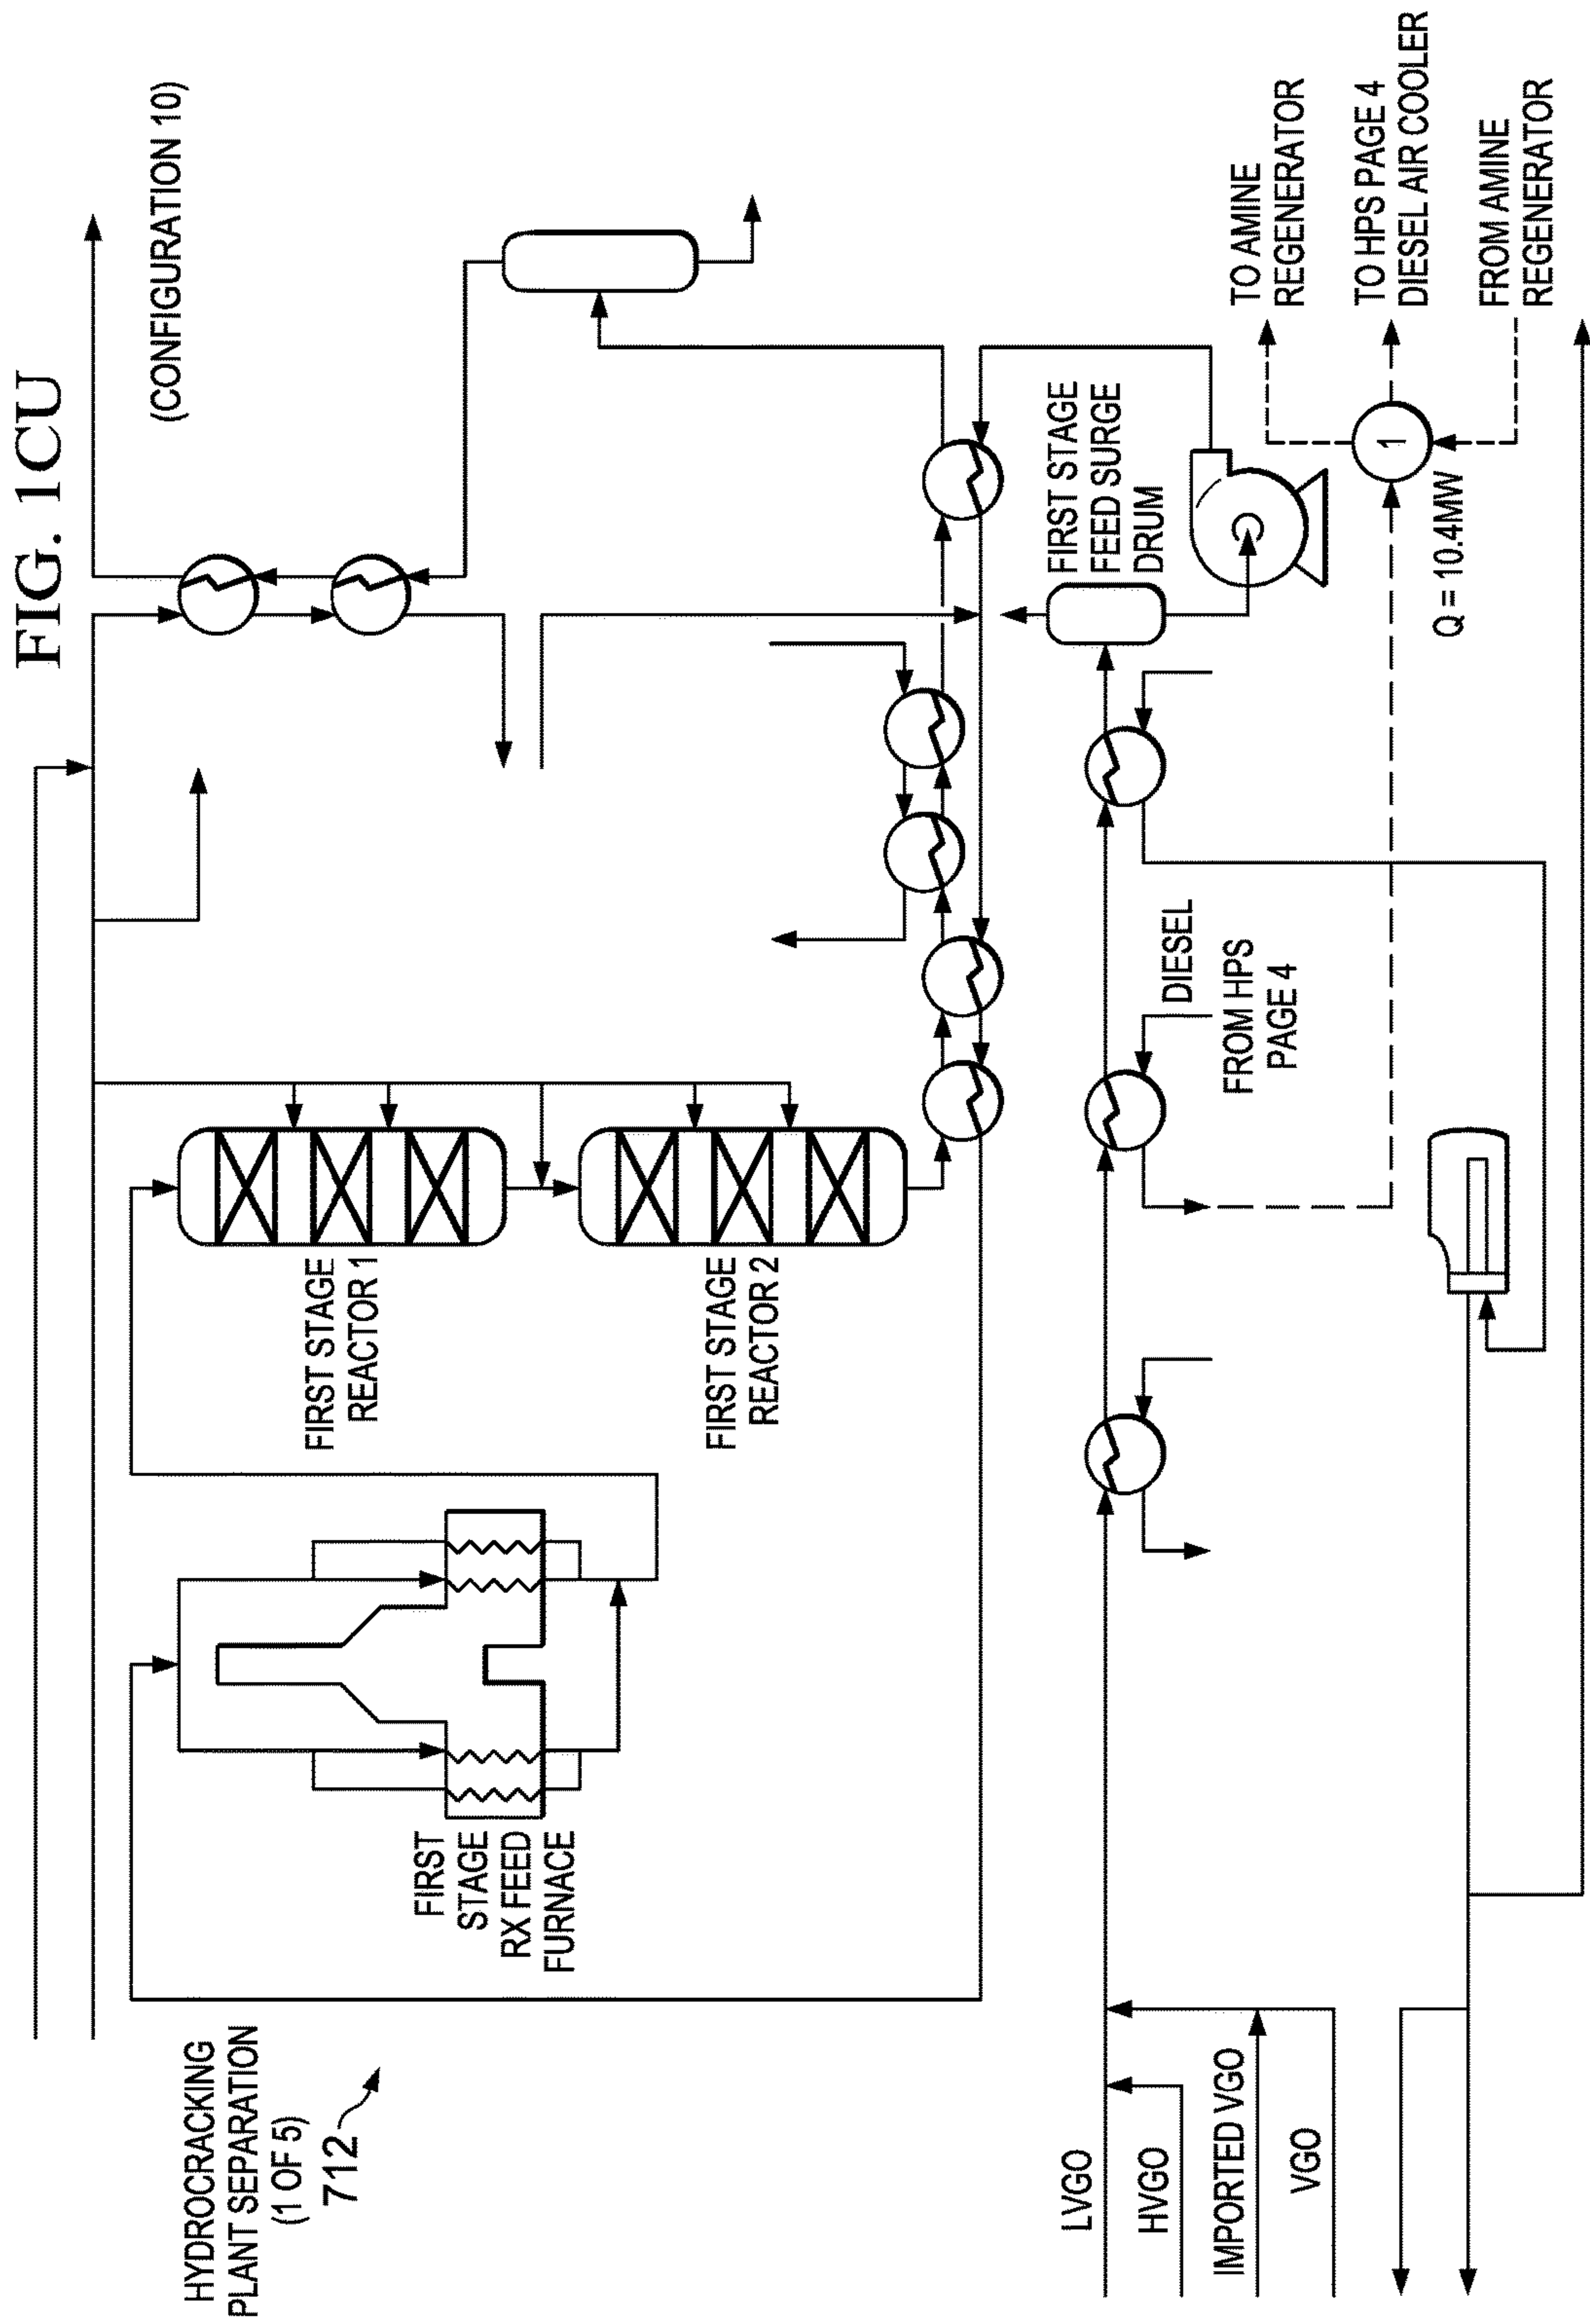 FIG. 1CU
(CONFIGURATION 10)
HYDROCRACKING
PLANT SEPARATION
(1 OF 5)
712
FIRST
STAGE
RX FEED
FURNACE
FIRST STAGE
REACTOR 1
FIRST STAGE
REACTOR 2
FIRST STAGE
FEED SURGE
DRUM
LVGO
HVGO
IMPORTED VGO
VGO
DIESEL
FROM HPS
PAGE 4
Q = 10.4MW
1
TO AMINE
REGENERATOR
TO HPS PAGE 4
DIESEL AIR COOLER
FROM AMINE
REGENERATOR